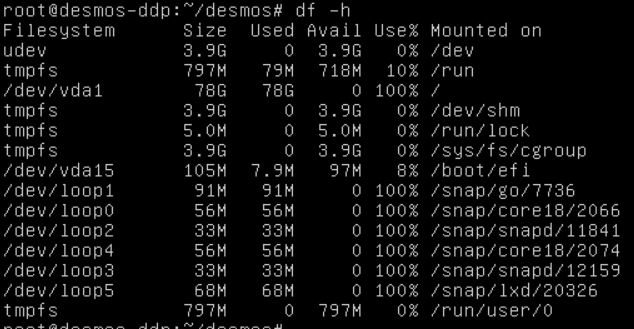 root@desmos-ddp:~/desmos# df -h
Filesystem Size Used Avail Use% Mounted on
udev 3.9G 0 3.9G 0% /dev
tmpfs 797M 79M 718M 10% /run
/dev/vda1 78G 78G 0 100% /
tmpfs 3.9G 0 3.9G 0% /dev/shm
tmpfs 5.0M 0 5.0M 0% /run/lock
tmpfs 3.9G 0 3.9G 0% /sys/fs/cgroup
/dev/vda15 105M 7.9M 97M 8% /boot/efi
/dev/loop1 91M 91M 0 100% /snap/go/7736
/dev/loop0 56M 56M 0 100% /snap/core18/2066
/dev/loop2 33M 33M 0 100% /snap/snapd/11841
/dev/loop4 56M 56M 0 100% /snap/core18/2074
/dev/loop3 33M 33M 0 100% /snap/snapd/12159
/dev/loop5 68M 68M 0 100% /snap/lxd/20326
tmpfs 797M 0 797M 0% /run/user/0
root@desmos-ddp:~/desmos#